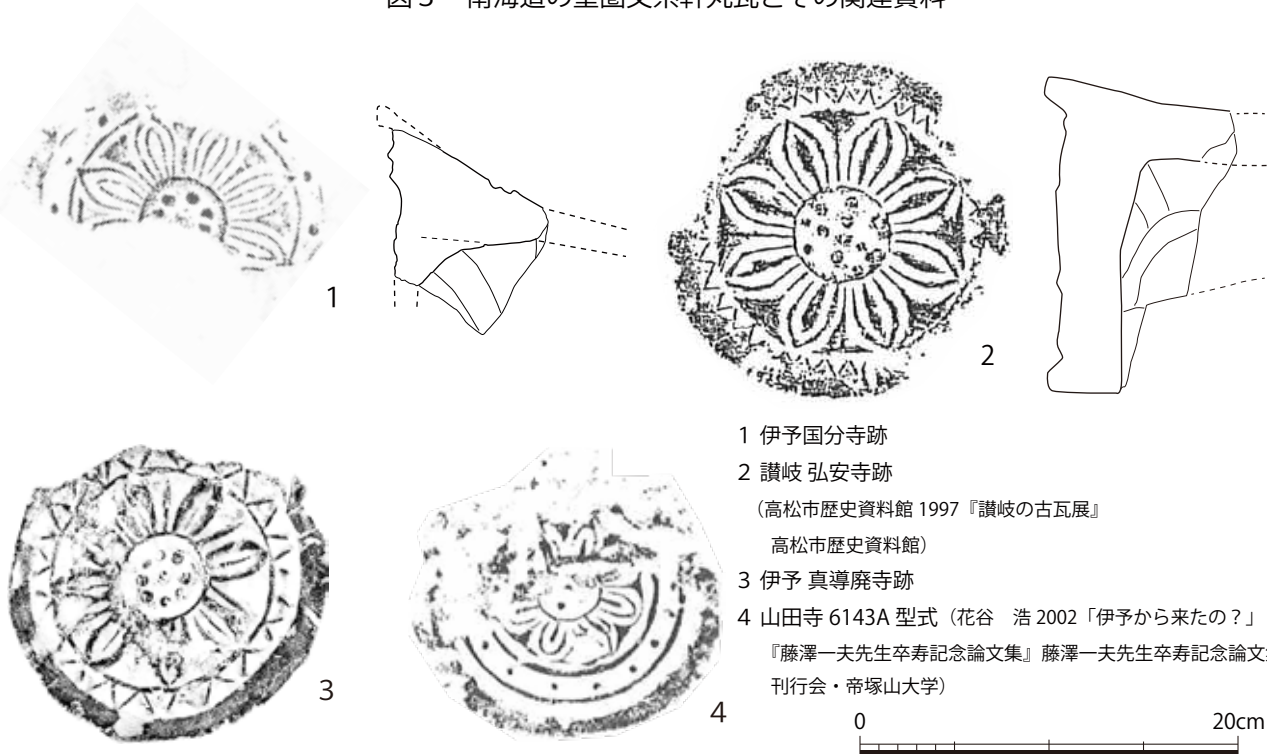 南海道の重圏文系軒丸瓦とその関連資料
1
2
3
4
1 伊予国分寺跡
2 讃岐 弘安寺跡
（高松市歴史資料館 1997『讃岐の古瓦展』
高松市歴史資料館）
3 伊予 真導廃寺跡
4 山田寺 6143A 型式（花谷　浩 2002「伊予から来たの？」
『藤澤一夫先生卒寿記念論文集』藤澤一夫先生卒寿記念論文
刊行会・帝塚山大学）
0 20cm